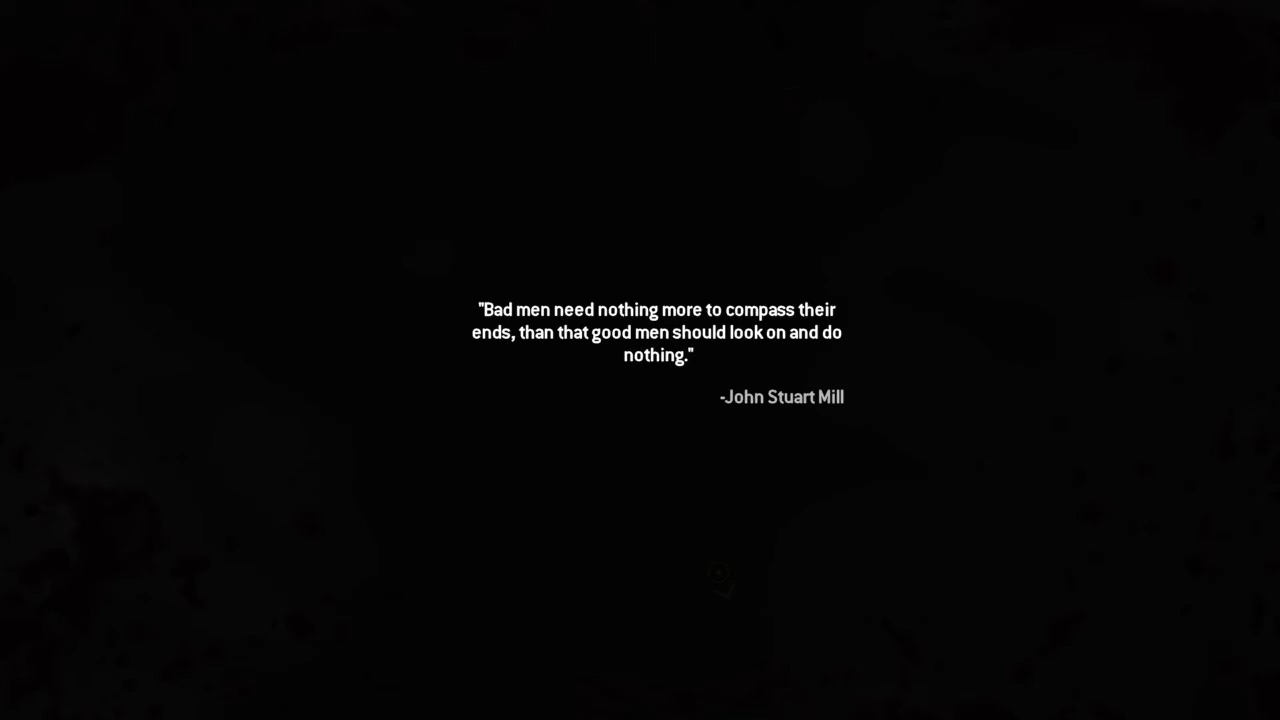 "Bad men need nothing more to compass their
ends, than that good men should look on and do
nothing."
-John Stuart Mill